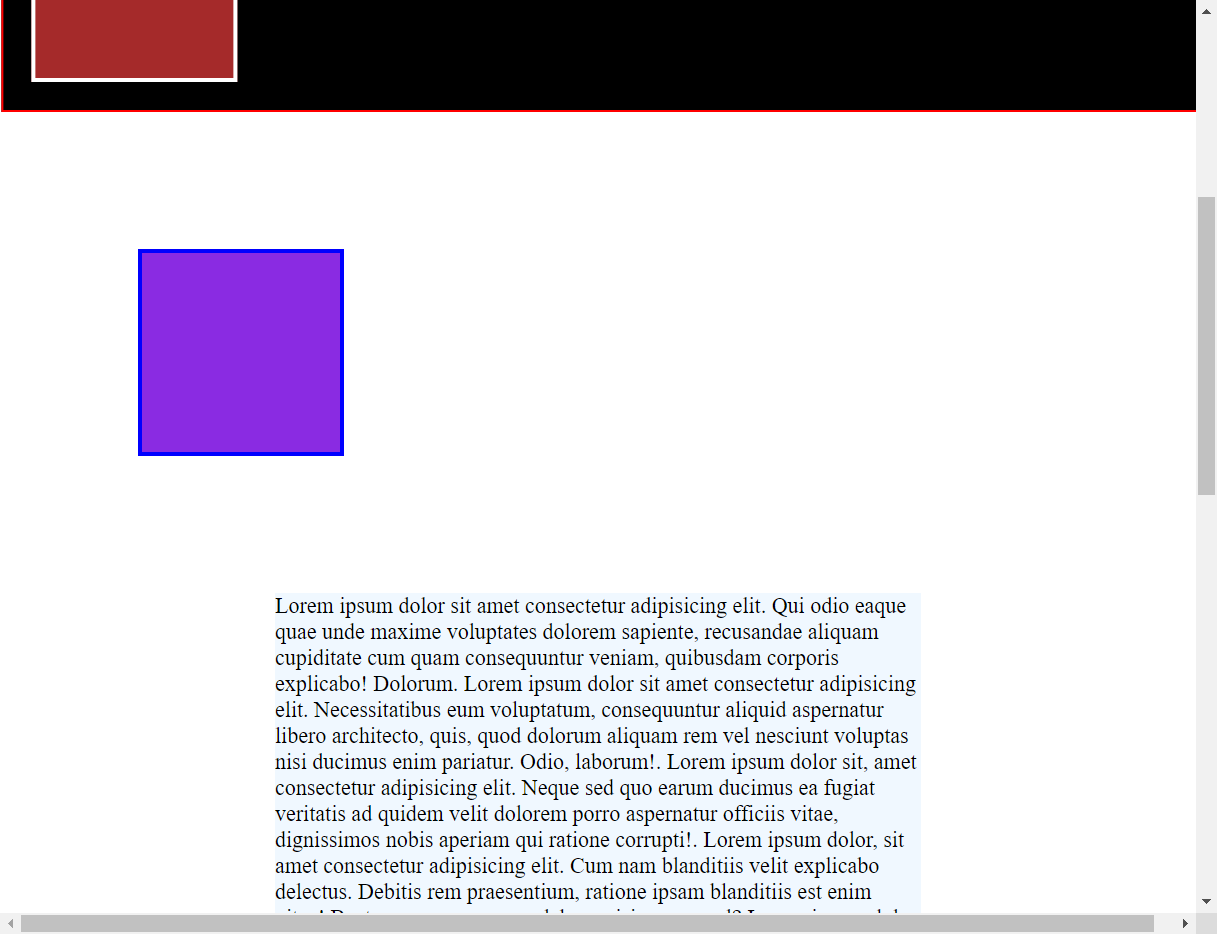 Lorem ipsum dolor sit amet consectetur adipisicing elit. Qui odio eaque
quae unde maxime voluptates dolorem sapiente, recusandae aliquam
cupiditate cum quam consequuntur veniam, quibusdam corporis
explicabo! Dolorum. Lorem ipsum dolor sit amet consectetur adipisicing
elit. Necessitatibus eum voluptatum, consequuntur aliquid aspernatur
libero architecto, quis, quod dolorum aliquam rem vel nesciunt voluptas
nisi ducimus enim pariatur. Odio, laborum!. Lorem ipsum dolor sit, amet
consectetur adipisicing elit. Neque sed quo earum ducimus ea fugiat
veritatis ad quidem velit dolorem porro aspernatur officiis vitae,
dignissimos nobis aperiam qui ratione corrupti!. Lorem ipsum dolor, sit
amet consectetur adipisicing elit. Cum nam blanditiis velit explicabo
delectus. Debitis rem praesentium, ratione ipsam blanditiis est enim